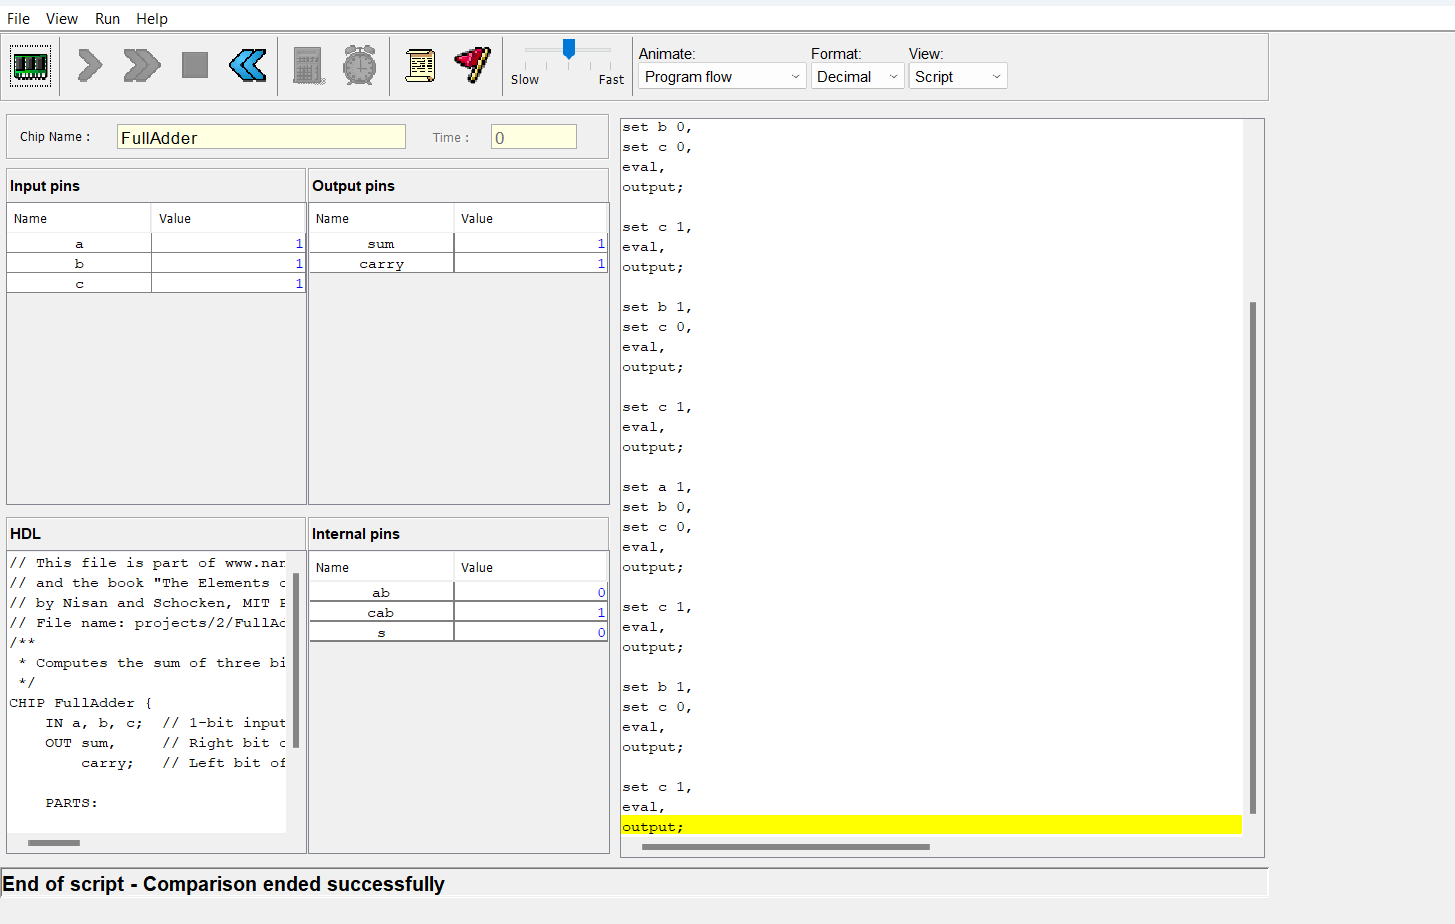 File View Run Help
Animate: Format: View:
Slow Fast Program flow Decimal Script
Chip Name : FullAdder Time : 0
Input pins
Name Value
a 1
b 1
c 1
Output pins
Name Value
sum 1
carry 1
HDL
// This file is part of www.nan
// and the book "The Elements o
// by Nisan and Schocken, MIT P
// File name: projects/2/FullAd
/**
 * Computes the sum of three bi
 */
CHIP FullAdder {
    IN a, b, c;  // 1-bit input
    OUT sum,     // Right bit o
        carry;   // Left bit of
    PARTS:
Internal pins
Name Value
ab 0
cab 1
s 0
set b 0,
set c 0,
eval,
output;
set c 1,
eval,
output;
set b 1,
set c 0,
eval,
output;
set c 1,
eval,
output;
set a 1,
set b 0,
set c 0,
eval,
output;
set c 1,
eval,
output;
set b 1,
set c 0,
eval,
output;
set c 1,
eval,
output;
End of script - Comparison ended successfully